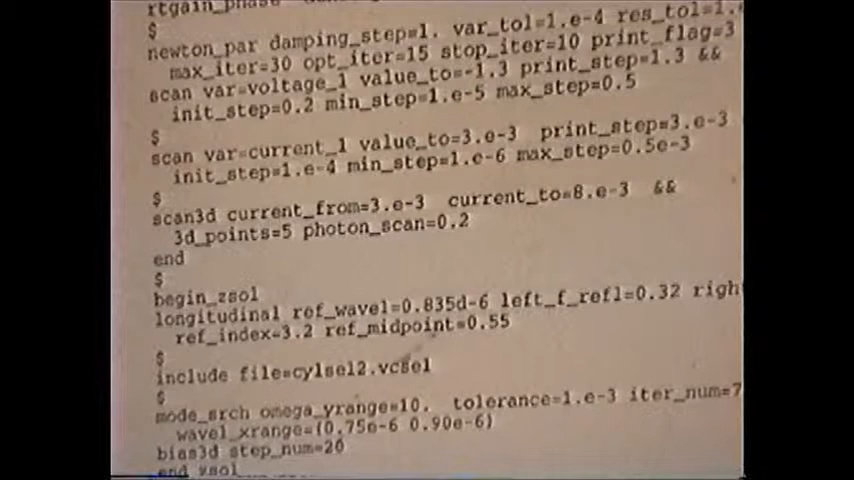 rtgain_phase
$
newton_par damping_step=1. var_tol=1.e-4 res_tol=1.
max_iter=30 opt_iter=15 stop_iter=10 print_flag=3
scan var=voltage_1 value_to=-1.3 print_step=1.3 &&
init_step=0.2 min_step=1.e-5 max_step=0.5
$
scan var=current_1 value_to=3.e-3 print_step=3.e-3
init_step=1.e-4 min_step=1.e-6 max_step=0.5e-3
$
scan3d current_from=3.e-3 current_to=8.e-3 &&
3d_points=5 photon_scan=0.2
end
$
begin_zsol
longitudinal ref_wavel=0.835d-6 left_f_refl=0.32 righ
ref_index=3.2 ref_midpoint=0.55
$
include file=cylsel2.vcsel
$
mode_srch omega_yrange=10. tolerance=1.e-3 iter_num=7
wavel_xrange=(0.75e-6 0.90e-6)
bias3d step_num=20
end_zsol